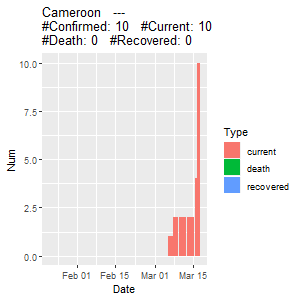 Cameroon   ---
#Confirmed: 10   #Current: 10
#Death: 0   #Recovered: 0
10.0
7.5
5.0
2.5
0.0
Num
Feb 01   Feb 15   Mar 01   Mar 15
Date
Type
current
death
recovered